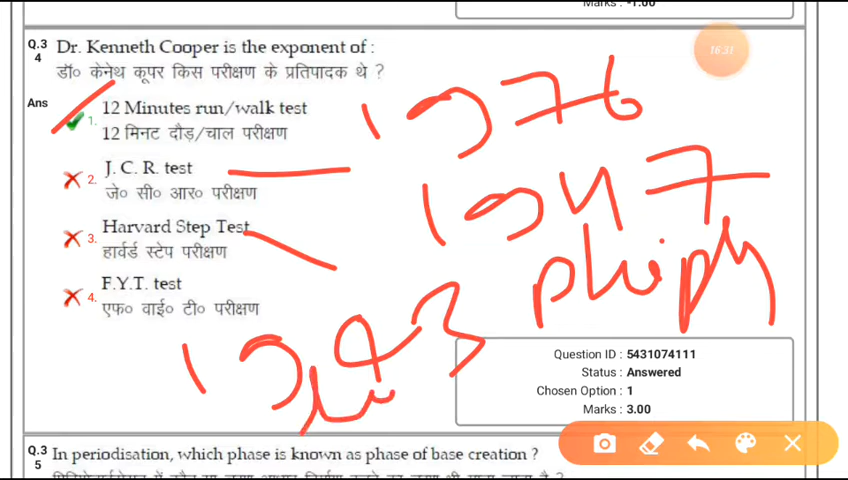 Marks : -1.00
Q.3
4
Dr. Kenneth Cooper is the exponent of :
डॉ० केनेथ कूपर किस परीक्षण के प्रतिपादक थे ?
16:31
Ans
1. 12 Minutes run/walk test
12 मिनट दौड़/चाल परीक्षण
1976
2. J. C. R. test
जे० सी० आर० परीक्षण
1947
3. Harvard Step Test
हार्वर्ड स्टेप परीक्षण
4. F.Y.T. test
एफ० वाई० टी० परीक्षण
1943
Question ID : 5431074111
Status : Answered
Chosen Option : 1
Marks : 3.00
Q.3
5
In periodisation, which phase is known as phase of base creation ?